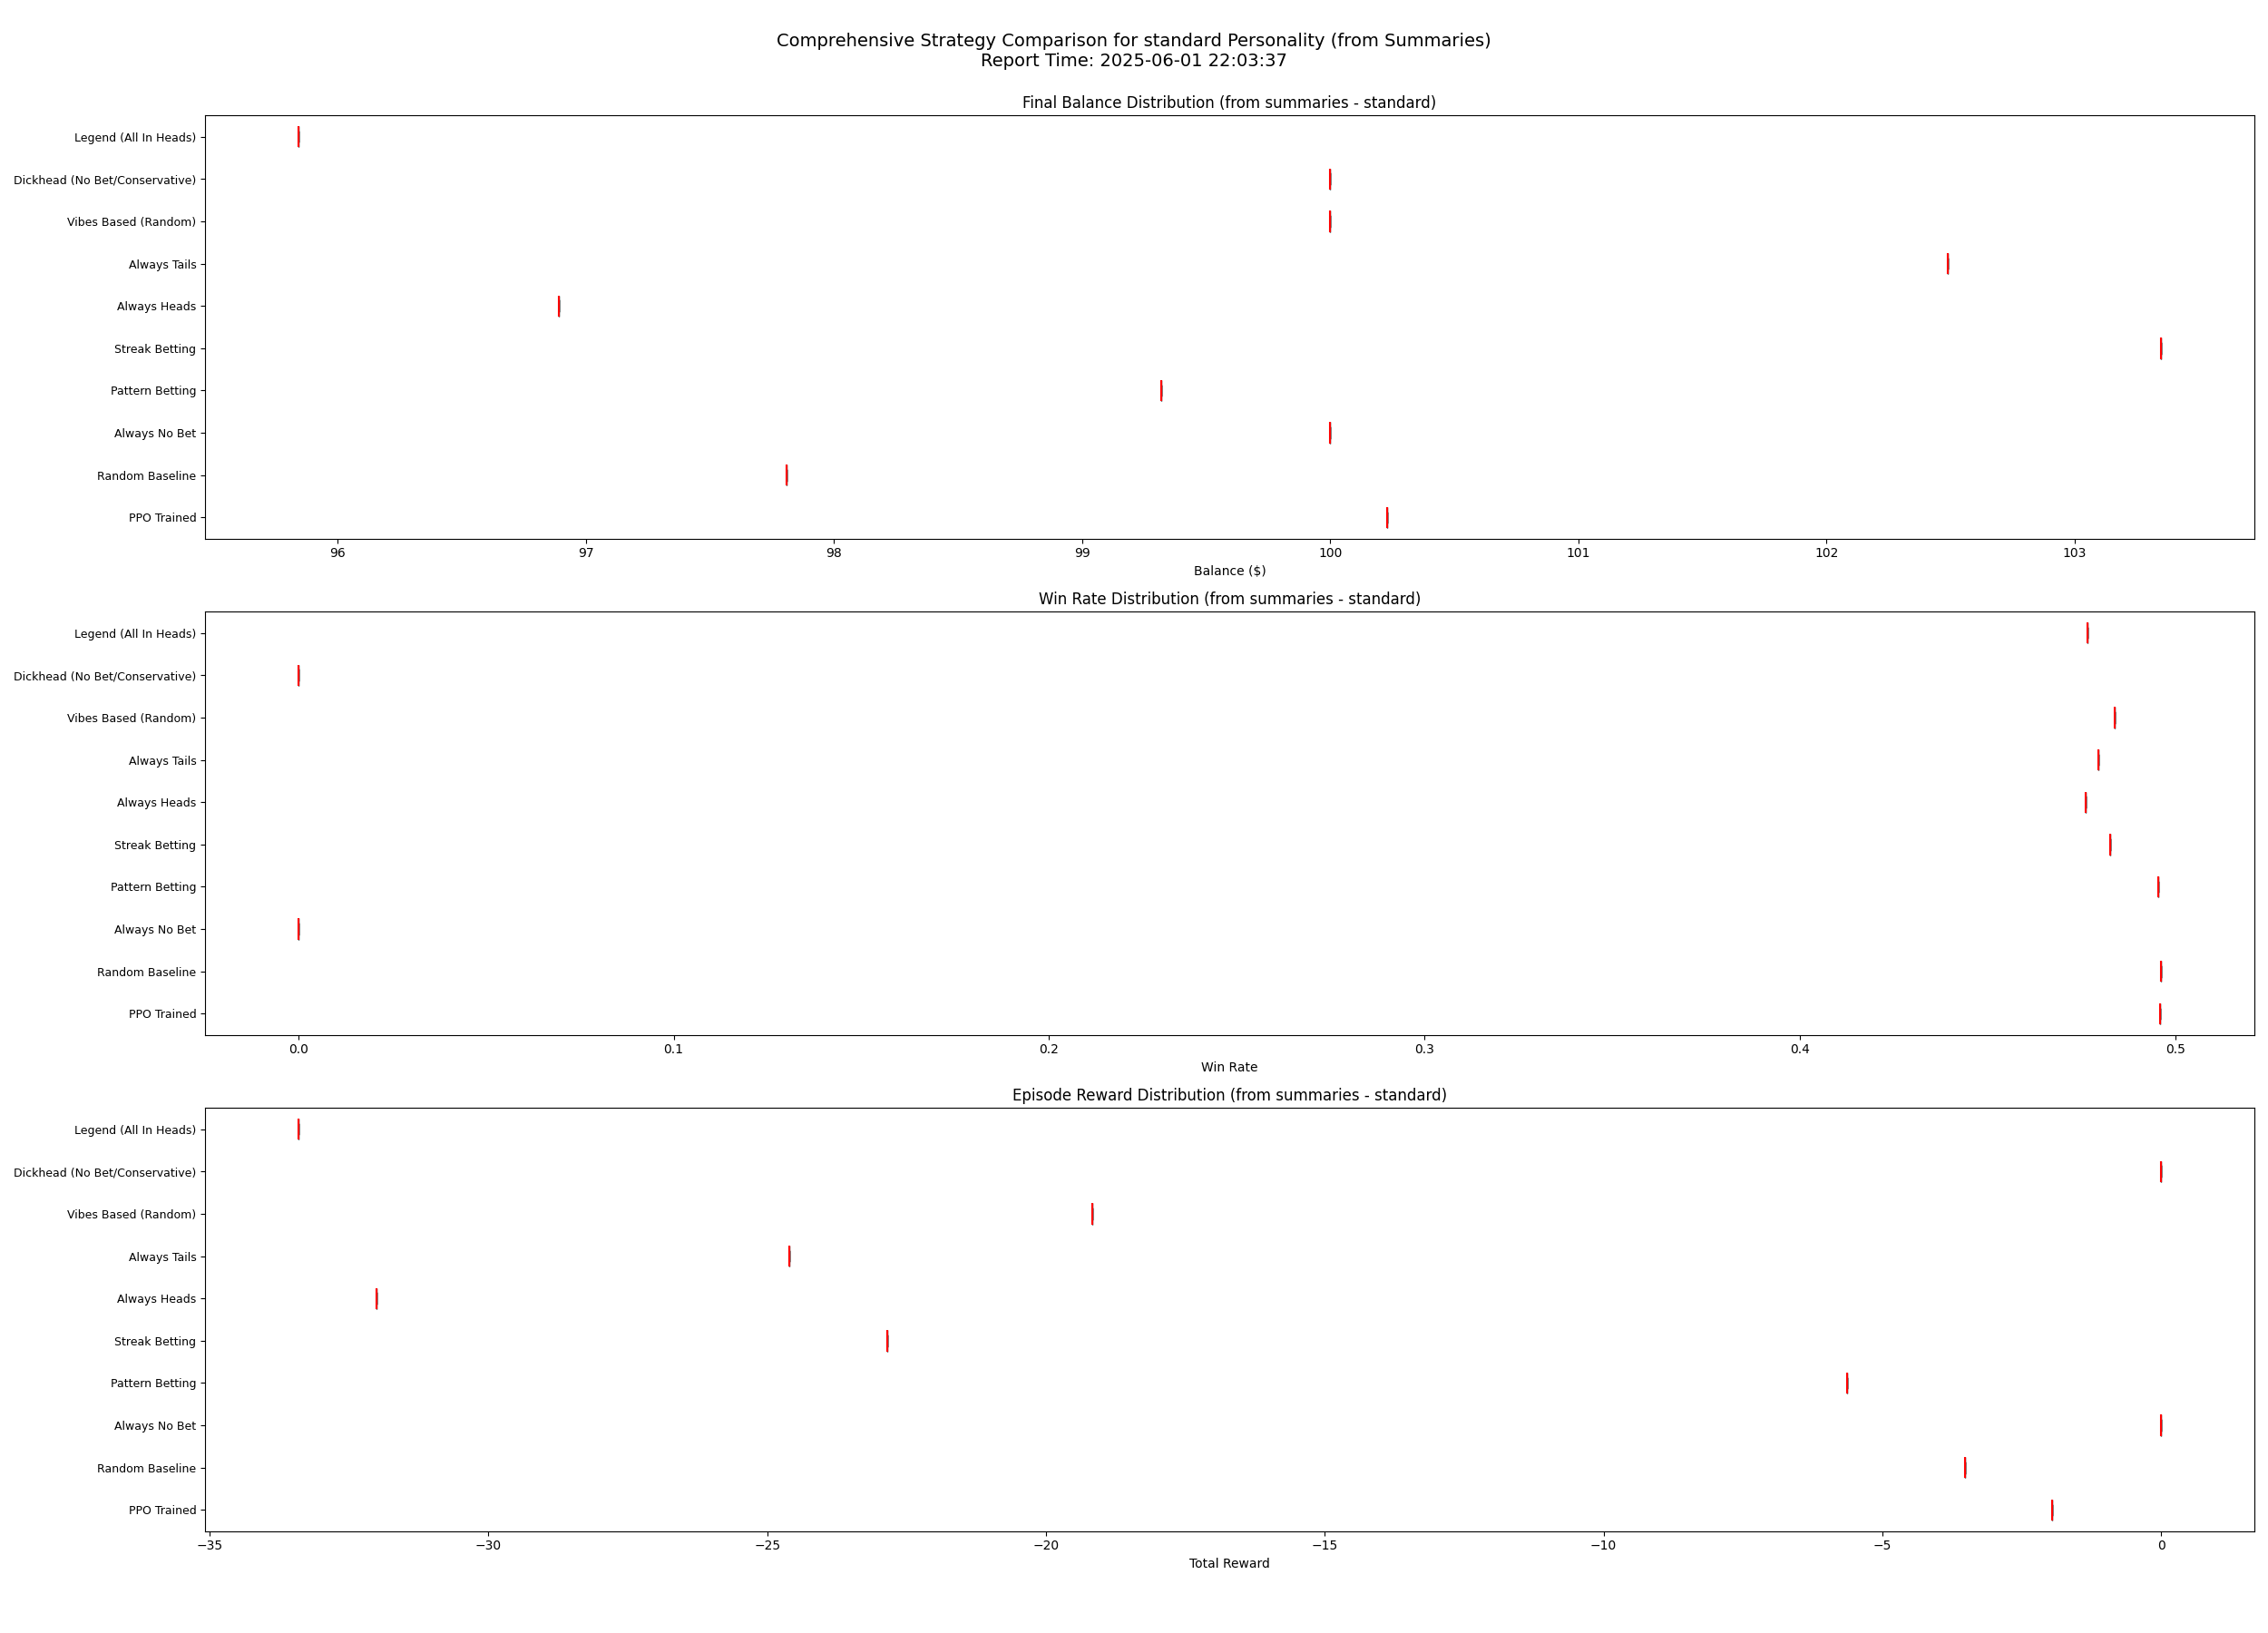 Comprehensive Strategy Comparison for standard Personality (from Summaries)
Report Time: 2025-06-01 22:03:37
Final Balance Distribution (from summaries - standard)
Legend (All In Heads)
Dickhead (No Bet/Conservative)
Vibes Based (Random)
Always Tails
Always Heads
Streak Betting
Pattern Betting
Always No Bet
Random Baseline
PPO Trained
96 97 98 99 100 101 102 103
Balance ($)
Win Rate Distribution (from summaries - standard)
Legend (All In Heads)
Dickhead (No Bet/Conservative)
Vibes Based (Random)
Always Tails
Always Heads
Streak Betting
Pattern Betting
Always No Bet
Random Baseline
PPO Trained
0.0 0.1 0.2 0.3 0.4 0.5
Win Rate
Episode Reward Distribution (from summaries - standard)
Legend (All In Heads)
Dickhead (No Bet/Conservative)
Vibes Based (Random)
Always Tails
Always Heads
Streak Betting
Pattern Betting
Always No Bet
Random Baseline
PPO Trained
−35 −30 −25 −20 −15 −10 −5 0
Total Reward